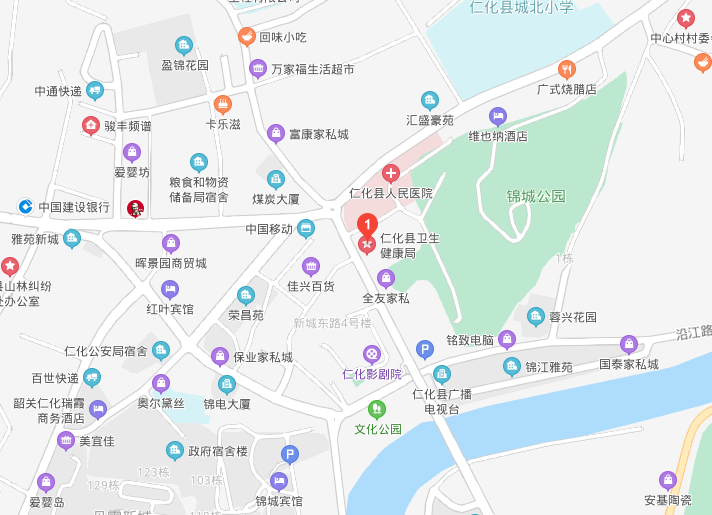 仁化县城北小学
回味小吃
中心村村委
盈锦花园
万家福生活超市
中通快递
广式烧腊店
卡乐滋
汇盛豪苑
维也纳酒店
骏丰频谱
富康家私城
爱婴坊
粮食和物资
储备局宿舍
煤炭大厦
仁化县人民医院
锦城公园
中国建设银行
中国移动
1
仁化县卫生
健康局
雅苑新城
晖景园商贸城
1栋
县山林纠纷
处办公室
佳兴百货
全友家私
红叶宾馆
荣昌苑
新城东路4号楼
蓉兴花园
沿江路
铭致电脑
P
仁化公安局宿舍
保业家私城
国泰家私城
锦江雅苑
仁化影剧院
百世快递
奥尔黛丝
锦电大厦
仁化县广播
电视台
韶关仁化瑞霞
商务酒店
文化公园
美宜佳
政府宿舍楼
P
123栋
129栋
103栋
爱婴岛
锦城宾馆
安基陶瓷